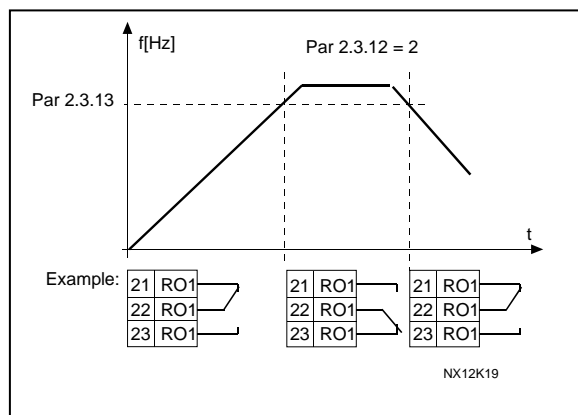 f[Hz]
Par 2.3.12 = 2
Par 2.3.13
t
Example:
21 RO1
22 RO1
23 RO1
21 RO1
22 RO1
23 RO1
21 RO1
22 RO1
23 RO1
NX12K19